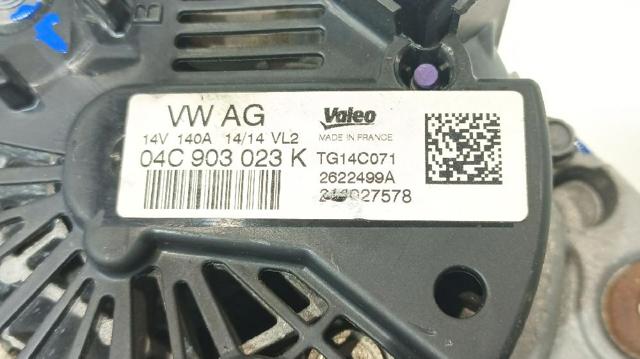 B
VW AG
14V 140A 14/14 VL2
04C 903 023 K
Valeo
MADE IN FRANCE
TG14C071
2622499A